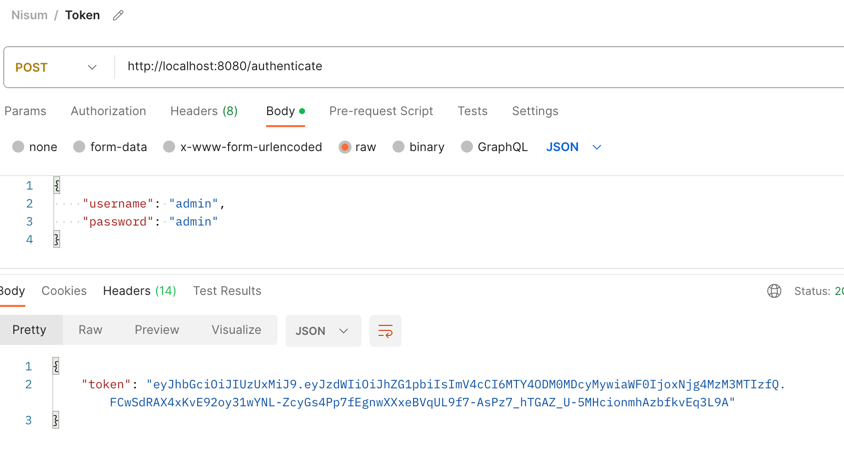 Nisum / Token
POST http://localhost:8080/authenticate
Params Authorization Headers (8) Body Pre-request Script Tests Settings
none form-data x-www-form-urlencoded raw binary GraphQL JSON
1 {
2 "username": "admin",
3 "password": "admin"
4 }
Body Cookies Headers (14) Test Results Status: 20
Pretty Raw Preview Visualize JSON
1 {
2 "token": "eyJhbGciOiJIUzUxMiJ9.eyJzdWIiOiJhZG1pbiIsImV4cCI6MTY4ODM0MDcyMywiaWF0IjoxNjg4MzM3MTIzfQ.
FCwSdRAX4xKvE92oy31wYNL-ZcyGs4Pp7fEgnwXXxeBVqUL9f7-AsPz7_hTGAZ_U-5MHcionmhAzbfkvEq3L9A"
3 }